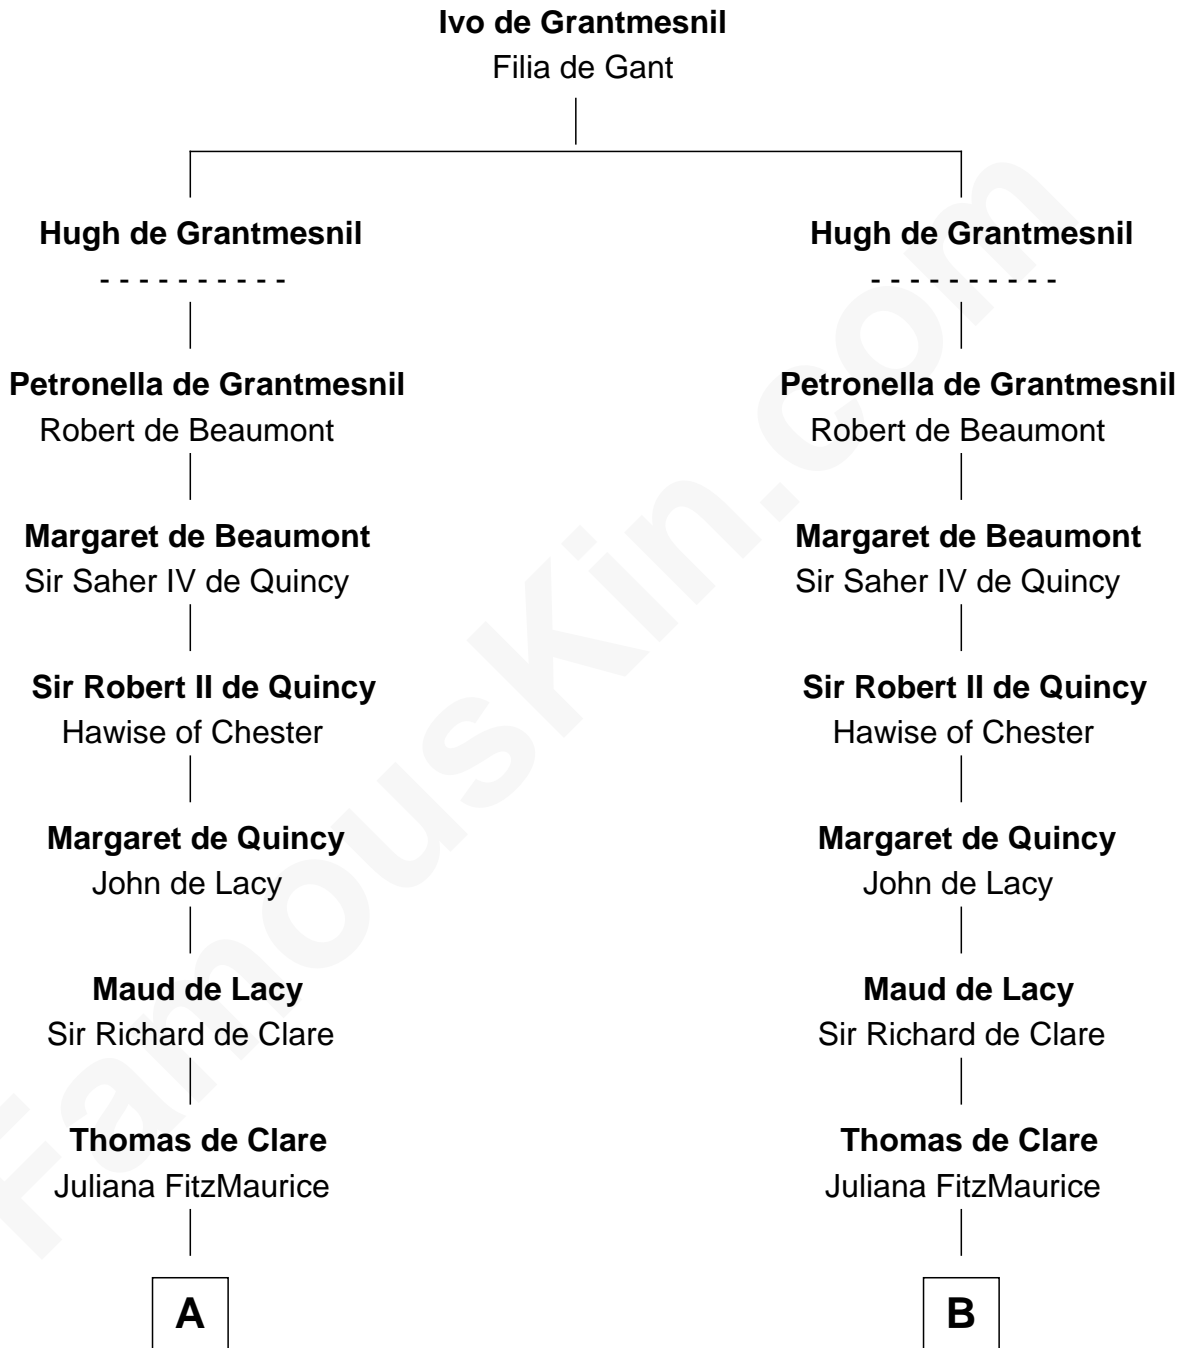 Ivo de Grantmesnil
Filia de Gant
Hugh de Grantmesnil Hugh de Grantmesnil
- - - - - - - - - - - - - - - - - - - -
Petronella de Grantmesnil Petronella de Grantmesnil
Robert de Beaumont Robert de Beaumont
Margaret de Beaumont Margaret de Beaumont
Sir Saher IV de Quincy Sir Saher IV de Quincy
Sir Robert II de Quincy Sir Robert II de Quincy
Hawise of Chester Hawise of Chester
Margaret de Quincy Margaret de Quincy
John de Lacy John de Lacy
Maud de Lacy Maud de Lacy
Sir Richard de Clare Sir Richard de Clare
Thomas de Clare Thomas de Clare
Juliana FitzMaurice Juliana FitzMaurice
A B
FamousKin.com